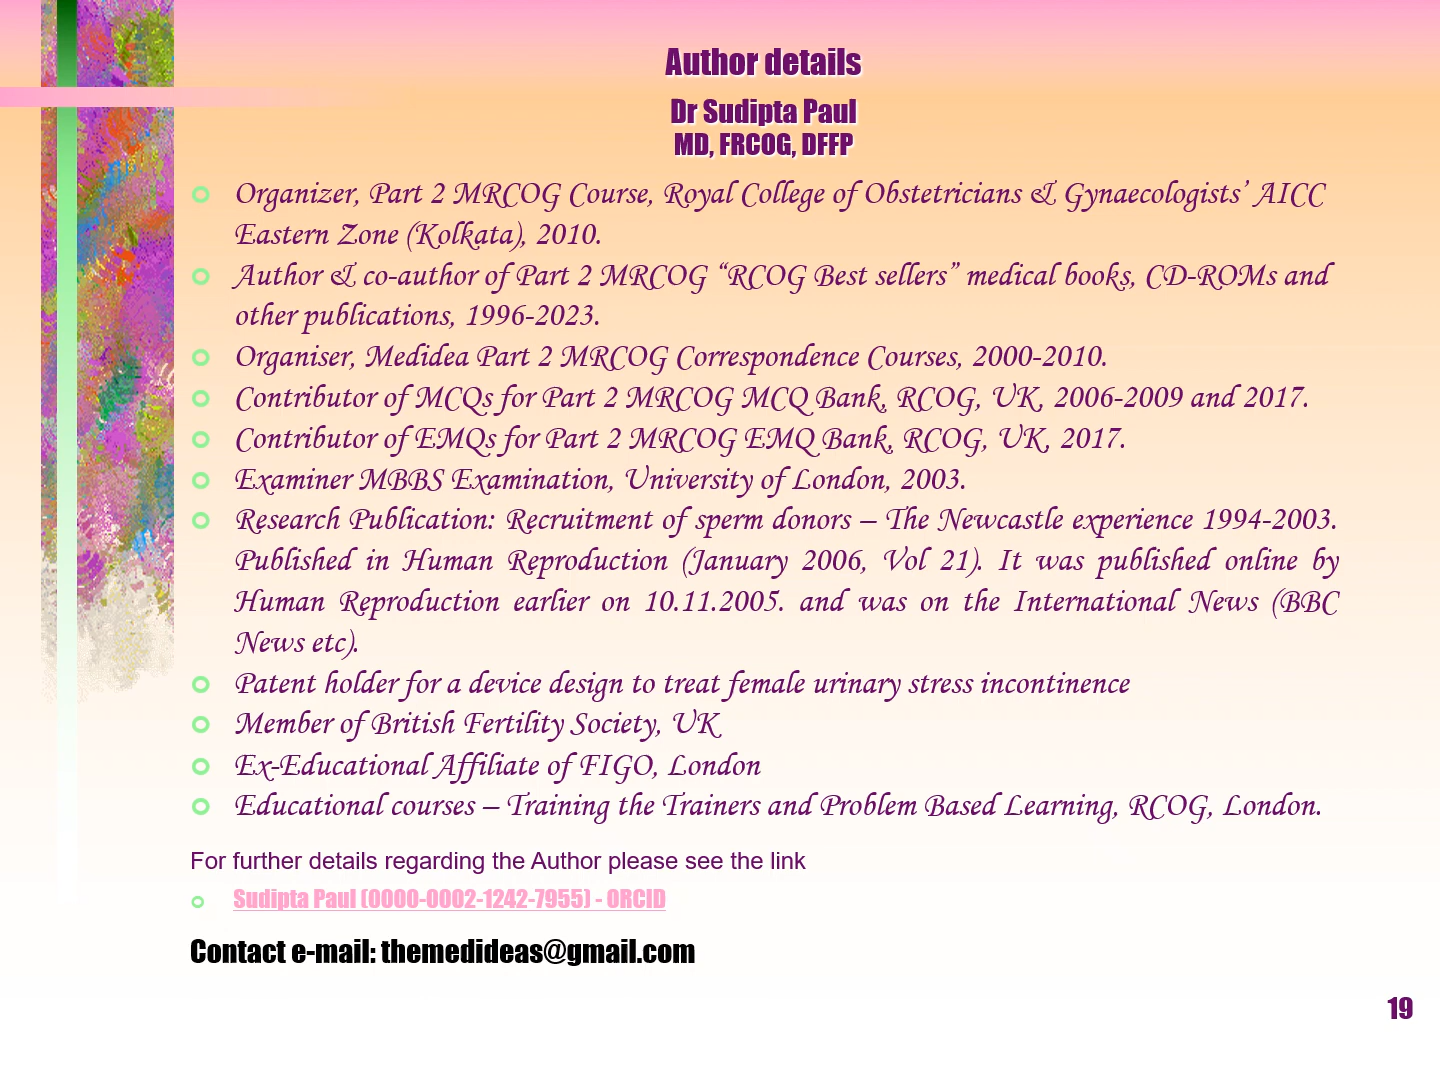 Author details
Dr Sudipta Paul
MD, FRCOG, DFFP
Organizer, Part 2 MRCOG Course, Royal College of Obstetricians & Gynaecologists’ AICC
Eastern Zone (Kolkata), 2010.
Author & co-author of Part 2 MRCOG “RCOG Best sellers” medical books, CD-ROMs and
other publications, 1996-2023.
Organiser, Medidea Part 2 MRCOG Correspondence Courses, 2000-2010.
Contributor of MCQs for Part 2 MRCOG MCQ Bank, RCOG, UK, 2006-2009 and 2017.
Contributor of EMQs for Part 2 MRCOG EMQ Bank, RCOG, UK, 2017.
Examiner MBBS Examination, University of London, 2003.
Research Publication: Recruitment of sperm donors – The Newcastle experience 1994-2003.
Published in Human Reproduction (January 2006, Vol 21). It was published online by
Human Reproduction earlier on 10.11.2005. and was on the International News (BBC
News etc).
Patent holder for a device design to treat female urinary stress incontinence
Member of British Fertility Society, UK
Ex-Educational Affiliate of FIGO, London
Educational courses – Training the Trainers and Problem Based Learning, RCOG, London.
For further details regarding the Author please see the link
Sudipta Paul (0000-0002-1242-7955) - ORCID
Contact e-mail: themedideas@gmail.com
19